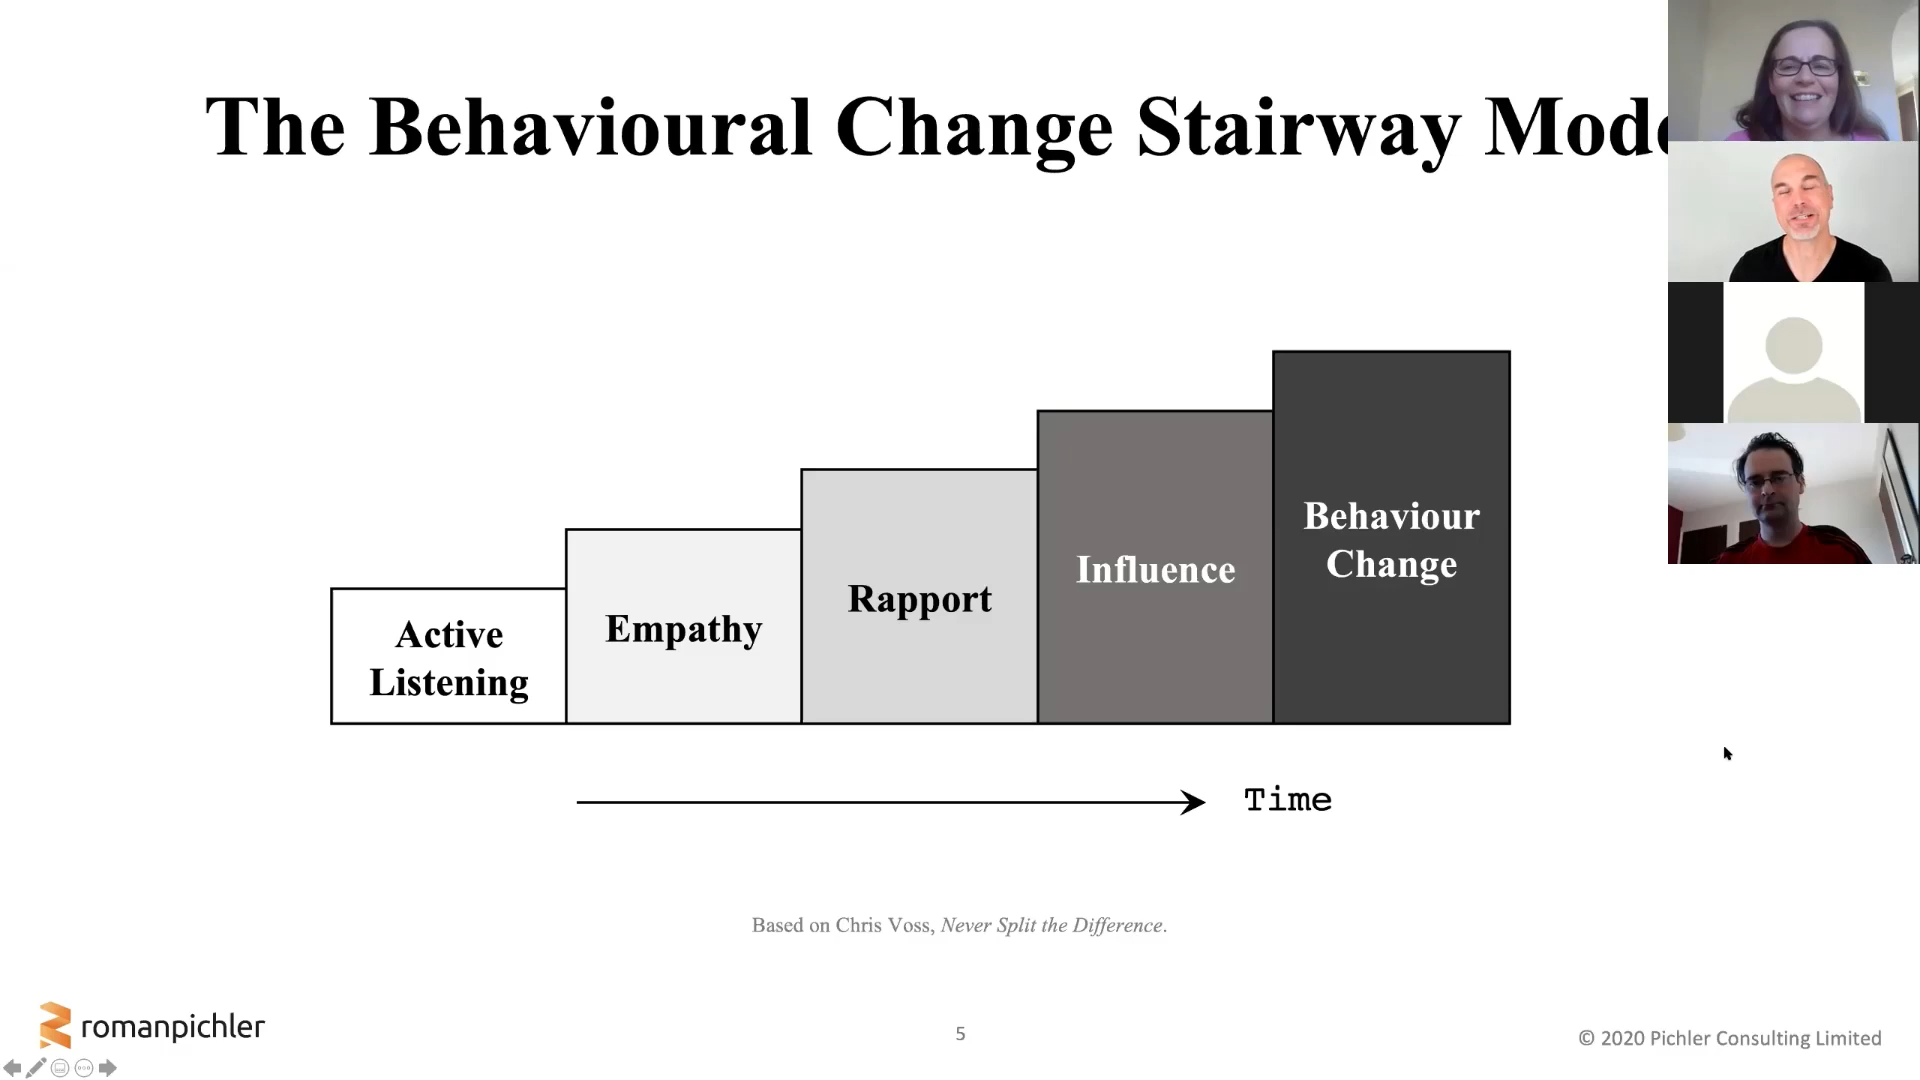 The Behavioural Change Stairway Mode
Active
Listening
Empathy
Rapport
Influence
Behaviour
Change
Time
Based on Chris Voss, Never Split the Difference.
romanpichler
5
© 2020 Pichler Consulting Limited